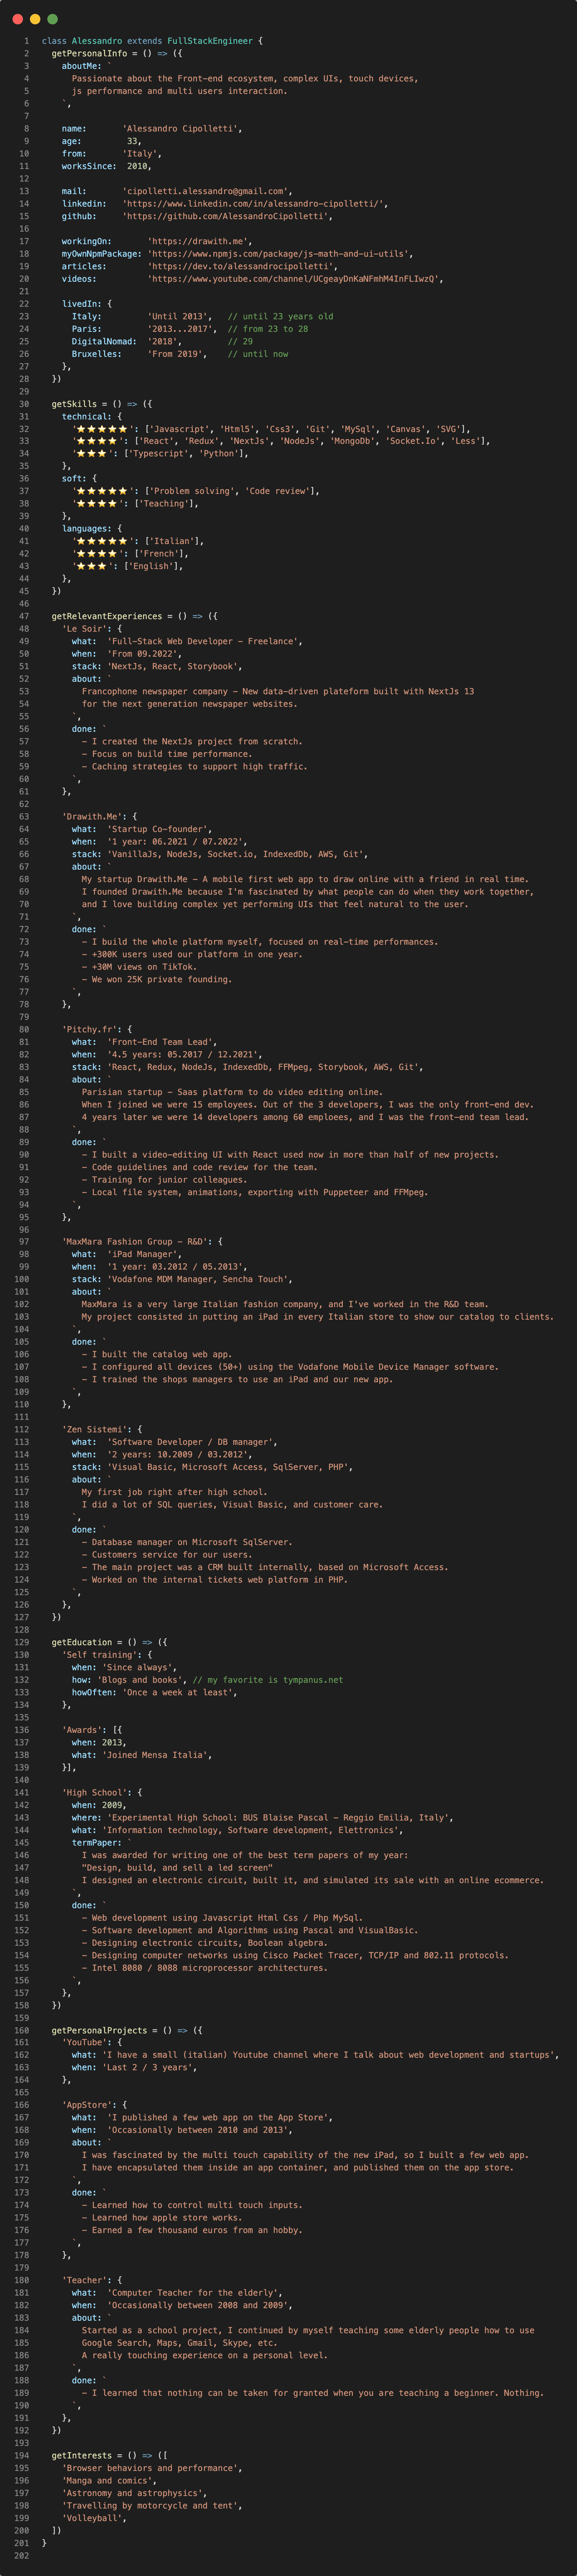 1 class Alessandro extends FullStackEngineer {
2 getPersonalInfo = () => ({
3 aboutMe: `
4 Passionate about the Front-end ecosystem, complex UIs, touch devices,
5 js performance and multi users interaction.
6 `,
7
8 name: 'Alessandro Cipolletti',
9 age: 33,
10 from: 'Italy',
11 worksSince: 2010,
12
13 mail: 'cipolletti.alessandro@gmail.com',
14 linkedin: 'https://www.linkedin.com/in/alessandro-cipolletti/',
15 github: 'https://github.com/AlessandroCipolletti',
16
17 workingOn: 'https://drawith.me',
18 myOwnNpmPackage: 'https://www.npmjs.com/package/js-math-and-ui-utils',
19 articles: 'https://dev.to/alessandrocipolletti',
20 videos: 'https://www.youtube.com/channel/UCgeayDnKaNFmhM4InFLIwzQ',
21
22 livedIn: {
23 Italy: 'Until 2013', // until 23 years old
24 Paris: '2013...2017', // from 23 to 28
25 DigitalNomad: '2018', // 29
26 Bruxelles: 'From 2019', // until now
27 },
28 })
29
30 getSkills = () => ({
31 technical: {
32 '⭐⭐⭐⭐⭐': ['Javascript', 'Html5', 'Css3', 'Git', 'MySql', 'Canvas', 'SVG'],
33 '⭐⭐⭐⭐': ['React', 'Redux', 'NextJs', 'NodeJs', 'MongoDb', 'Socket.Io', 'Less'],
34 '⭐⭐⭐': ['Typescript', 'Python'],
35 },
36 soft: {
37 '⭐⭐⭐⭐⭐': ['Problem solving', 'Code review'],
38 '⭐⭐⭐⭐': ['Teaching'],
39 },
40 languages: {
41 '⭐⭐⭐⭐⭐': ['Italian'],
42 '⭐⭐⭐⭐': ['French'],
43 '⭐⭐⭐': ['English'],
44 },
45 })
46
47 getRelevantExperiences = () => ({
48 'Le Soir': {
49 what: 'Full-Stack Web Developer - Freelance',
50 when: 'From 09.2022',
51 stack: 'NextJs, React, Storybook',
52 about: `
53 Francophone newspaper company - New data-driven plateform built with NextJs 13
54 for the next generation newspaper websites.
55 `,
56 done: `
57 - I created the NextJs project from scratch.
58 - Focus on build time performance.
59 - Caching strategies to support high traffic.
60 `,
61 },
62
63 'Drawith.Me': {
64 what: 'Startup Co-founder',
65 when: '1 year: 06.2021 / 07.2022',
66 stack: 'VanillaJs, NodeJs, Socket.io, IndexedDb, AWS, Git',
67 about: `
68 My startup Drawith.Me - A mobile first web app to draw online with a friend in real time.
69 I founded Drawith.Me because I'm fascinated by what people can do when they work together,
70 and I love building complex yet performing UIs that feel natural to the user.
71 `,
72 done: `
73 - I build the whole platform myself, focused on real-time performances.
74 - +300K users used our platform in one year.
75 - +30M views on TikTok.
76 - We won 25K private founding.
77 `,
78 },
79
80 'Pitchy.fr': {
81 what: 'Front-End Team Lead',
82 when: '4.5 years: 05.2017 / 12.2021',
83 stack: 'React, Redux, NodeJs, IndexedDb, FFMpeg, Storybook, AWS, Git',
84 about: `
85 Parisian startup - Saas platform to do video editing online.
86 When I joined we were 15 employees. Out of the 3 developers, I was the only front-end dev.
87 4 years later we were 14 developers among 60 emploees, and I was the front-end team lead.
88 `,
89 done: `
90 - I built a video-editing UI with React used now in more than half of new projects.
91 - Code guidelines and code review for the team.
92 - Training for junior colleagues.
93 - Local file system, animations, exporting with Puppeteer and FFMpeg.
94 `,
95 },
96
97 'MaxMara Fashion Group - R&D': {
98 what: 'iPad Manager',
99 when: '1 year: 03.2012 / 05.2013',
100 stack: 'Vodafone MDM Manager, Sencha Touch',
101 about: `
102 MaxMara is a very large Italian fashion company, and I've worked in the R&D team.
103 My project consisted in putting an iPad in every Italian store to show our catalog to clients.
104 `,
105 done: `
106 - I built the catalog web app.
107 - I configured all devices (50+) using the Vodafone Mobile Device Manager software.
108 - I trained the shops managers to use an iPad and our new app.
109 `,
110 },
111
112 'Zen Sistemi': {
113 what: 'Software Developer / DB manager',
114 when: '2 years: 10.2009 / 03.2012',
115 stack: 'Visual Basic, Microsoft Access, SqlServer, PHP',
116 about: `
117 My first job right after high school.
118 I did a lot of SQL queries, Visual Basic, and customer care.
119 `,
120 done: `
121 - Database manager on Microsoft SqlServer.
122 - Customers service for our users.
123 - The main project was a CRM built internally, based on Microsoft Access.
124 - Worked on the internal tickets web platform in PHP.
125 `,
126 },
127 })
128
129 getEducation = () => ({
130 'Self training': {
131 when: 'Since always',
132 how: 'Blogs and books', // my favorite is tympanus.net
133 howOften: 'Once a week at least',
134 },
135
136 'Awards': [{
137 when: 2013,
138 what: 'Joined Mensa Italia',
139 }],
140
141 'High School': {
142 when: 2009,
143 where: 'Experimental High School: BUS Blaise Pascal - Reggio Emilia, Italy',
144 what: 'Information technology, Software development, Elettronics',
145 termPaper: `
146 I was awarded for writing one of the best term papers of my year:
147 "Design, build, and sell a led screen"
148 I designed an electronic circuit, built it, and simulated its sale with an online ecommerce.
149 `,
150 done: `
151 - Web development using Javascript Html Css / Php MySql.
152 - Software development and Algorithms using Pascal and VisualBasic.
153 - Designing electronic circuits, Boolean algebra.
154 - Designing computer networks using Cisco Packet Tracer, TCP/IP and 802.11 protocols.
155 - Intel 8080 / 8088 microprocessor architectures.
156 `,
157 },
158 })
159
160 getPersonalProjects = () => ({
161 'YouTube': {
162 what: 'I have a small (italian) Youtube channel where I talk about web development and startups',
163 when: 'Last 2 / 3 years',
164 },
165
166 'AppStore': {
167 what: 'I published a few web app on the App Store',
168 when: 'Occasionally between 2010 and 2013',
169 about: `
170 I was fascinated by the multi touch capability of the new iPad, so I built a few web app.
171 I have encapsulated them inside an app container, and published them on the app store.
172 `,
173 done: `
174 - Learned how to control multi touch inputs.
175 - Learned how apple store works.
176 - Earned a few thousand euros from an hobby.
177 `,
178 },
179
180 'Teacher': {
181 what: 'Computer Teacher for the elderly',
182 when: 'Occasionally between 2008 and 2009',
183 about: `
184 Started as a school project, I continued by myself teaching some elderly people how to use
185 Google Search, Maps, Gmail, Skype, etc.
186 A really touching experience on a personal level.
187 `,
188 done: `
189 - I learned that nothing can be taken for granted when you are teaching a beginner. Nothing.
190 `,
191 },
192 })
193
194 getInterests = () => ([
195 'Browser behaviors and performance',
196 'Manga and comics',
197 'Astronomy and astrophysics',
198 'Travelling by motorcycle and tent',
199 'Volleyball',
200 ])
201 }
202